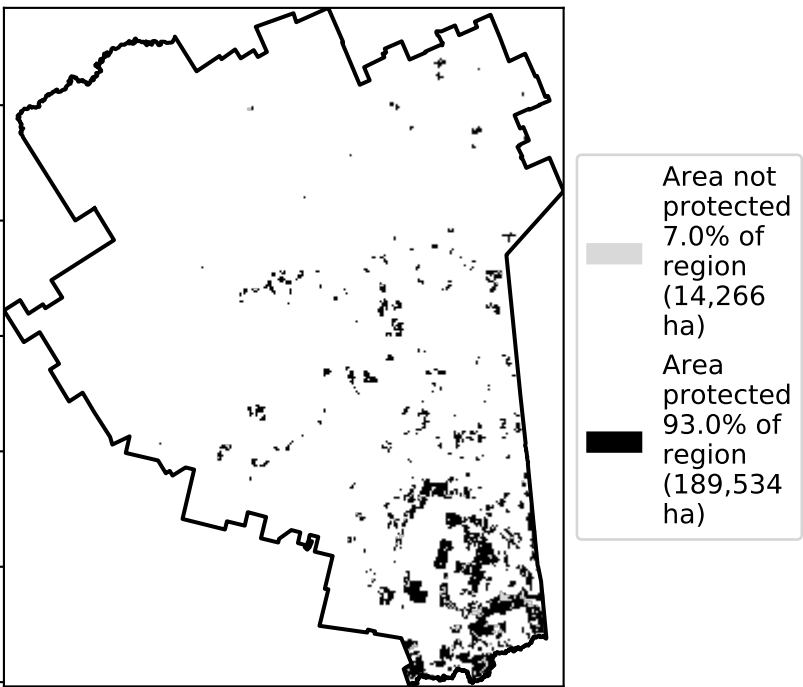 Area not
protected
7.0% of
region
(14,266
ha)
Area
protected
93.0% of
region
(189,534
ha)